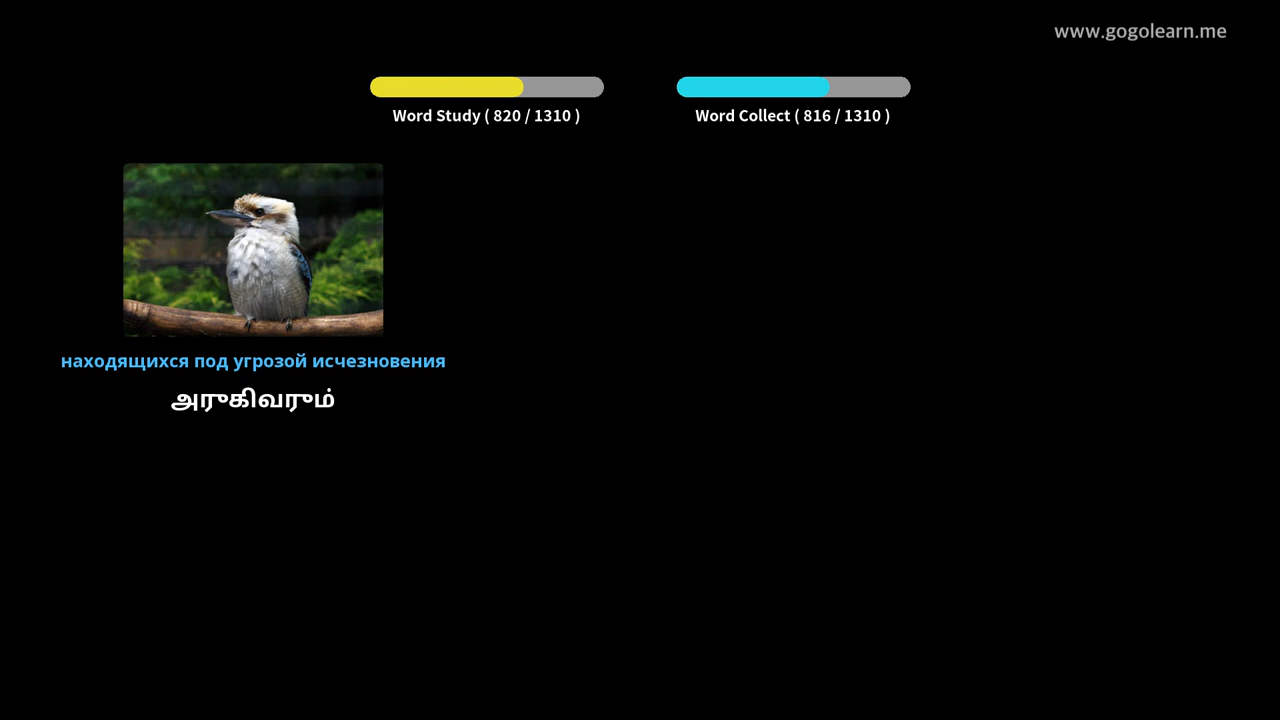 www.gogolearn.me
Word Study ( 820 / 1310 )
Word Collect ( 816 / 1310 )
находящихся под угрозой исчезновения
அருகிவரும்